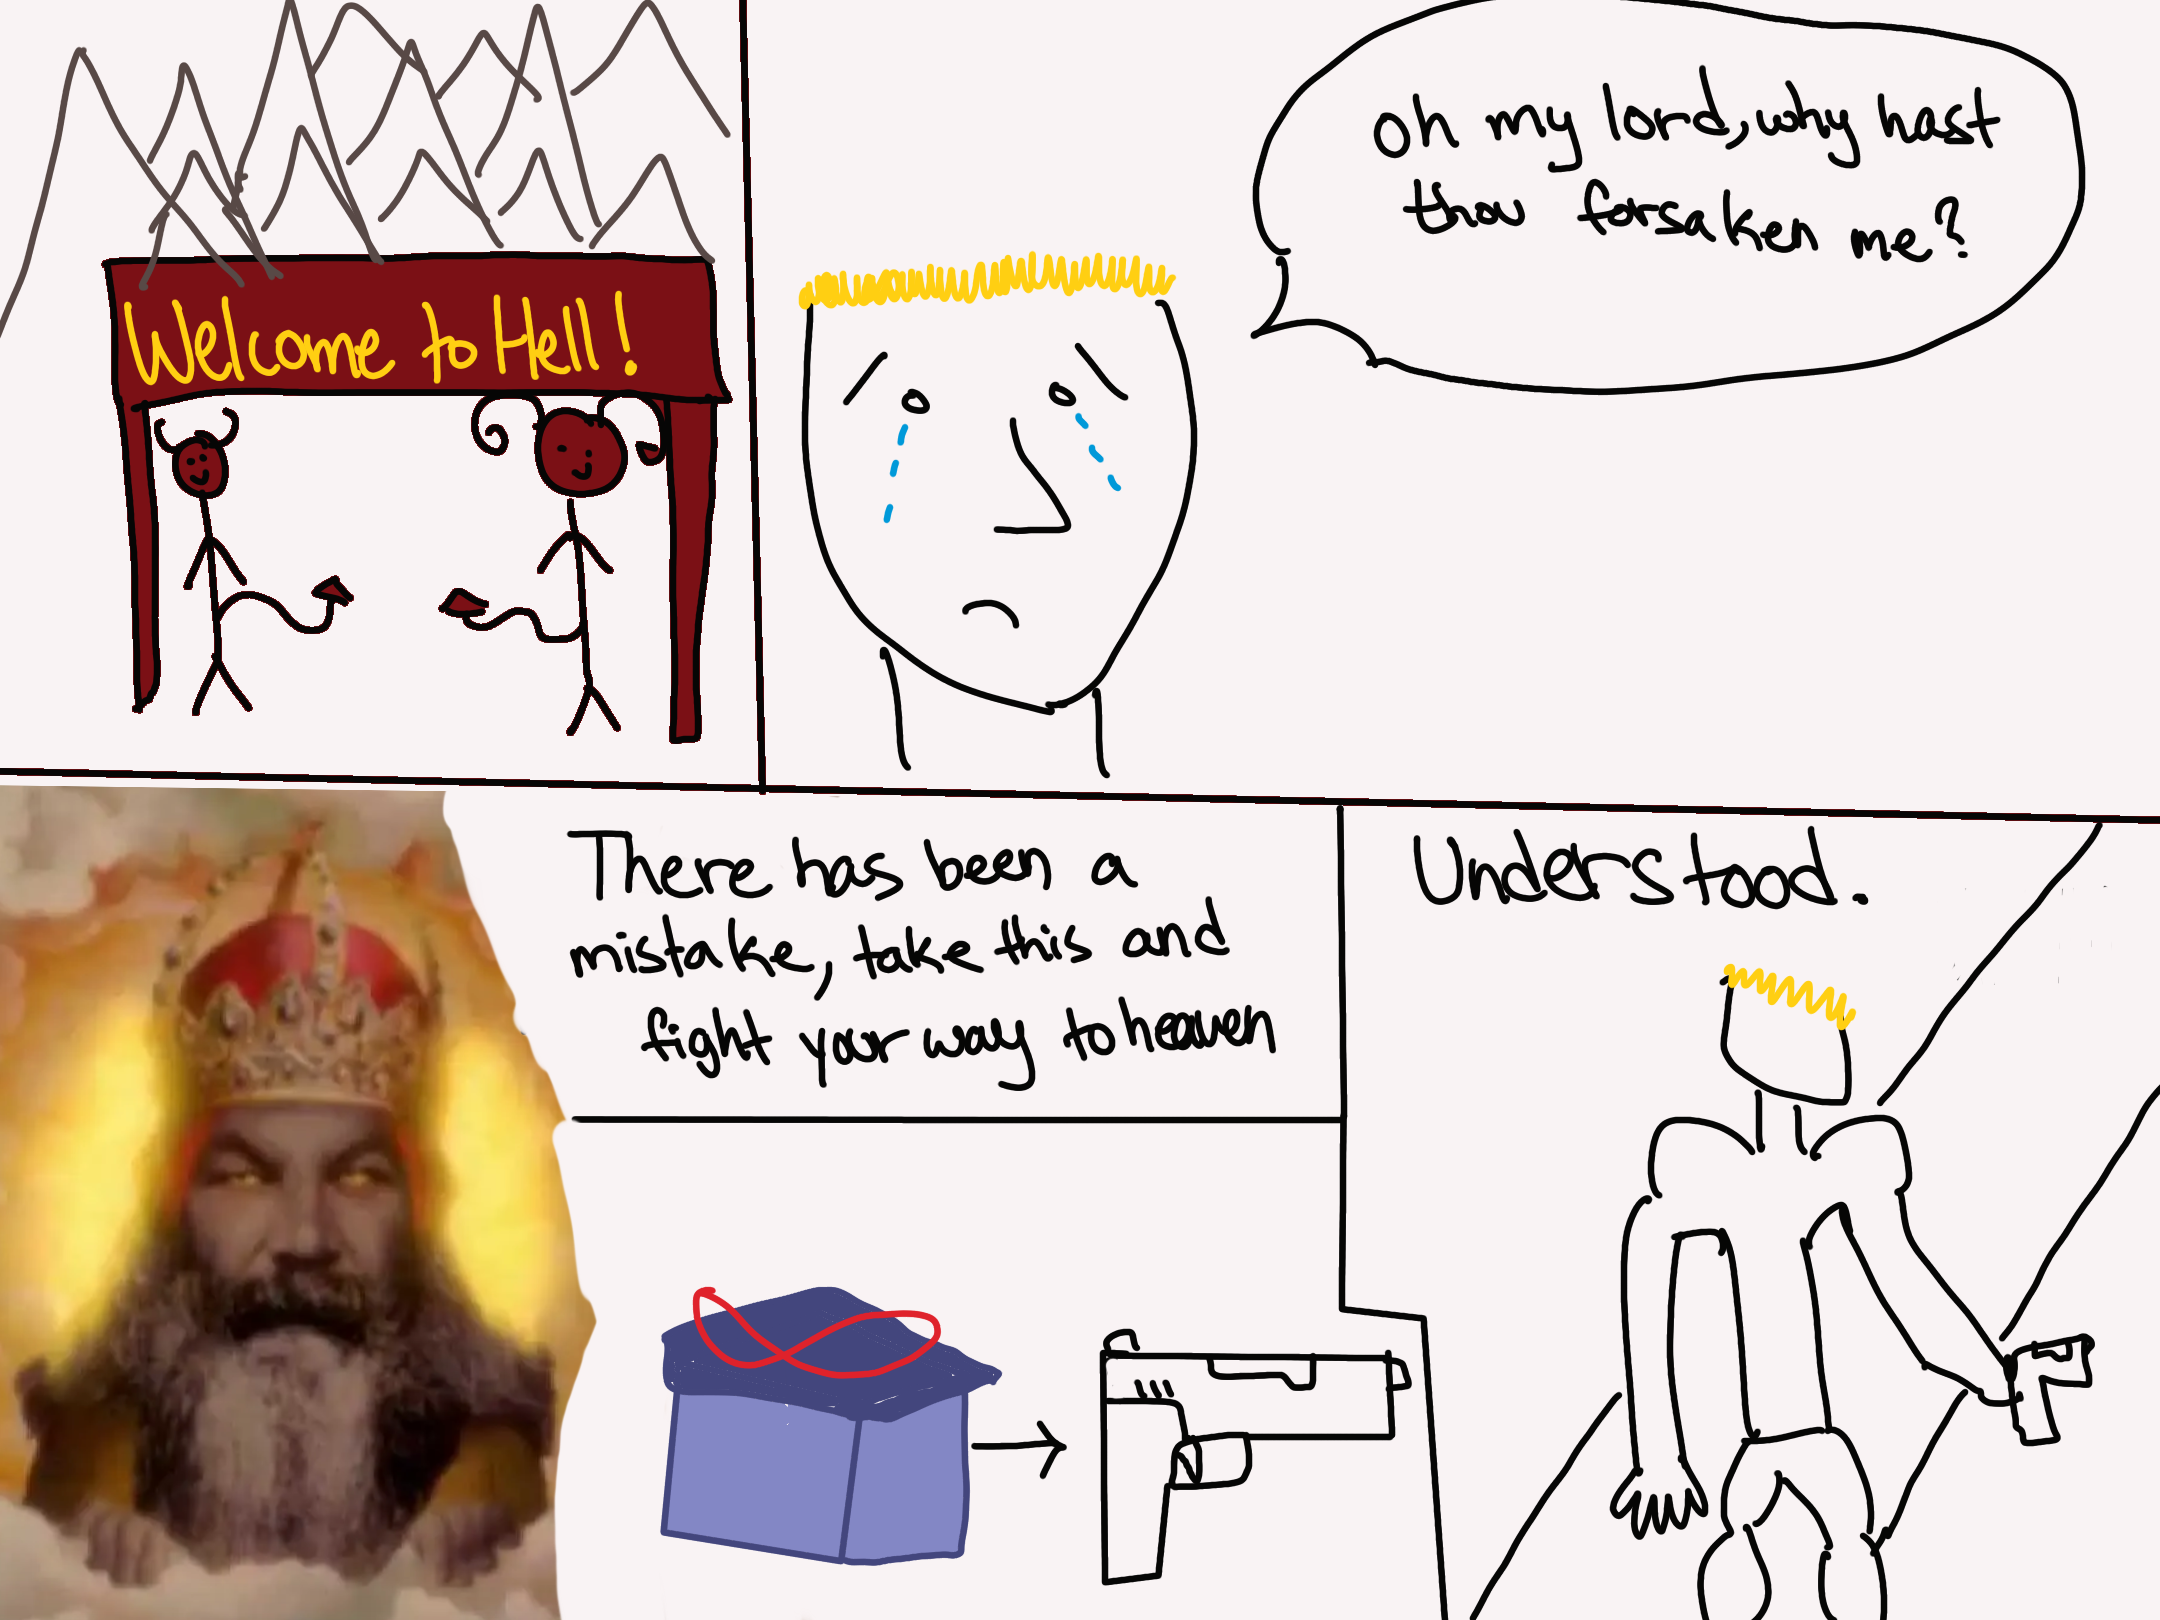 Welcome to Hell!
oh my lord, why hast
thou forsaken me?
There has been a
mistake, take this and
fight your way to heaven
Understood.